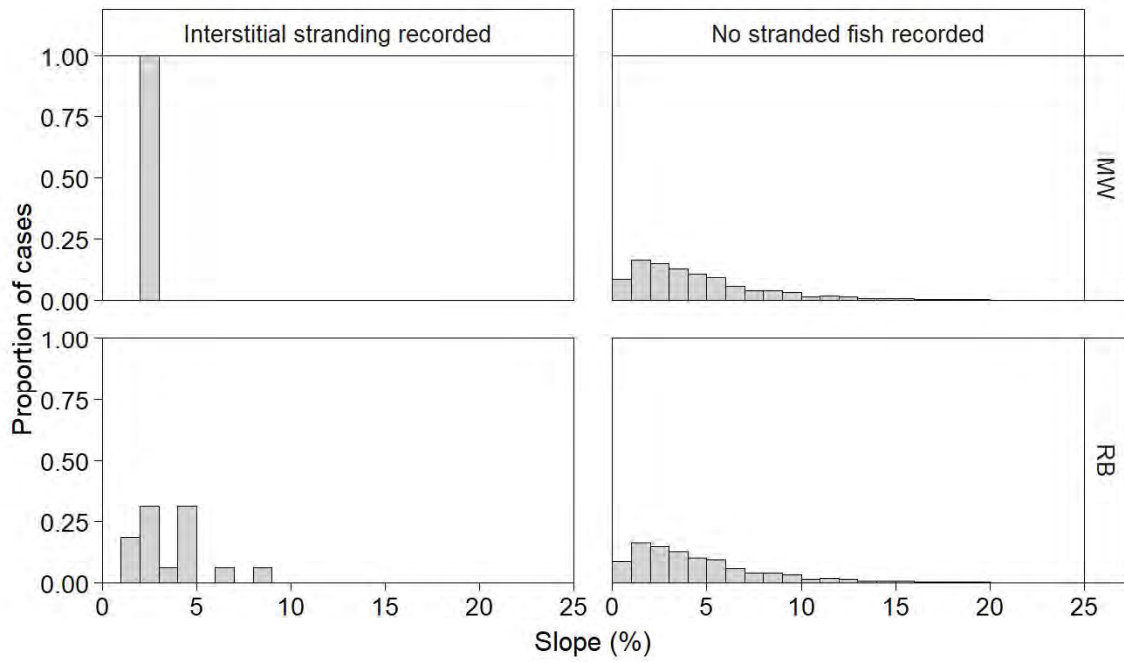 Interstitial stranding recorded
No stranded fish recorded
1.00
0.75
0.50
0.25
0.00
MW
1.00
0.75
0.50
0.25
0.00
RB
Proportion of cases
0 5 10 15 20 25
0 5 10 15 20 25
Slope (%)